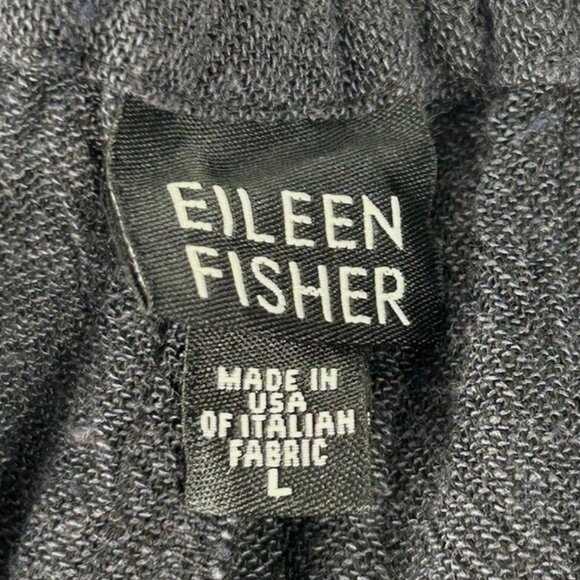 EILEEN
FISHER
MADE IN
USA
OF ITALIAN
FABRIC
L